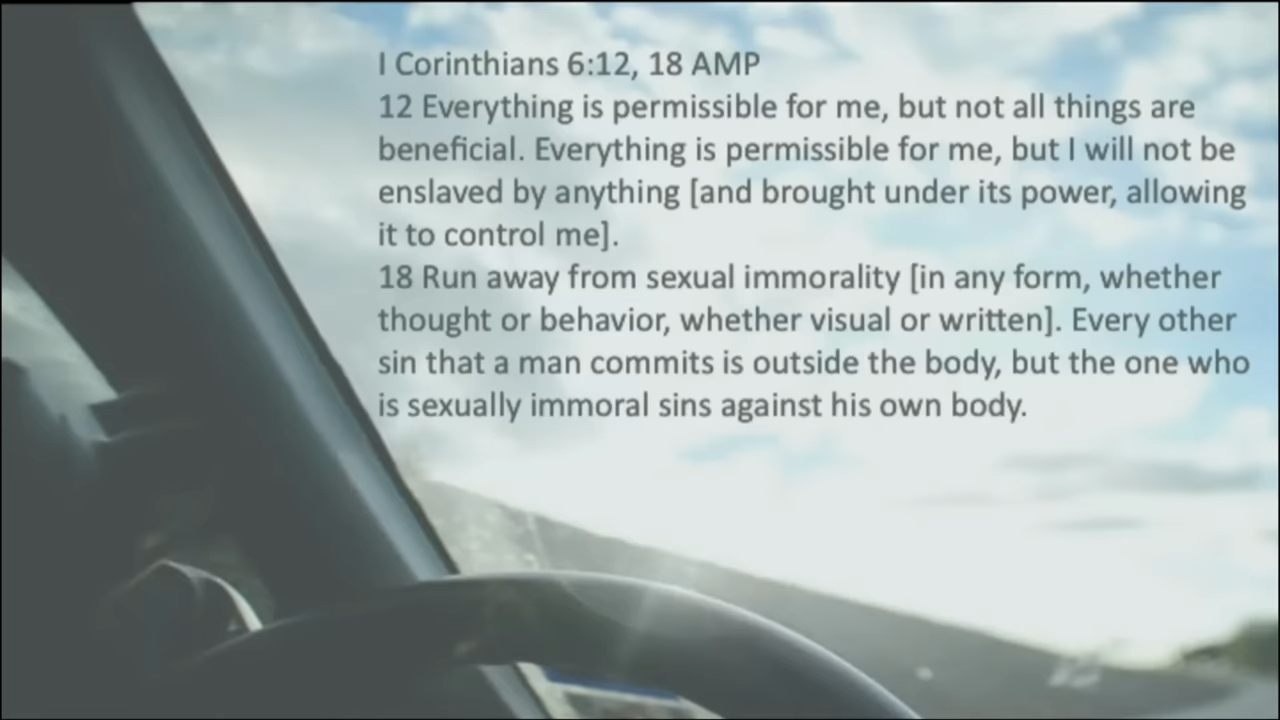 I Corinthians 6:12, 18 AMP
12 Everything is permissible for me, but not all things are
beneficial. Everything is permissible for me, but I will not be
enslaved by anything [and brought under its power, allowing
it to control me].
18 Run away from sexual immorality [in any form, whether
thought or behavior, whether visual or written]. Every other
sin that a man commits is outside the body, but the one who
is sexually immoral sins against his own body.